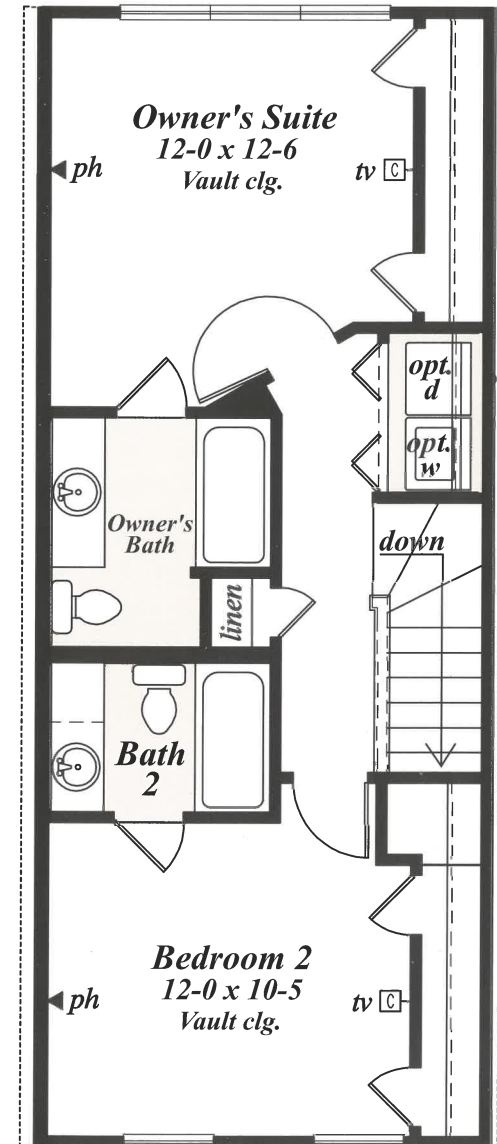 Owner's Suite
12-0 x 12-6
Vault clg.
ph
tv C
opt.
d
opt.
w
Owner's
Bath
down
linen
Bath
2
Bedroom 2
12-0 x 10-5
Vault clg.
ph
tv C